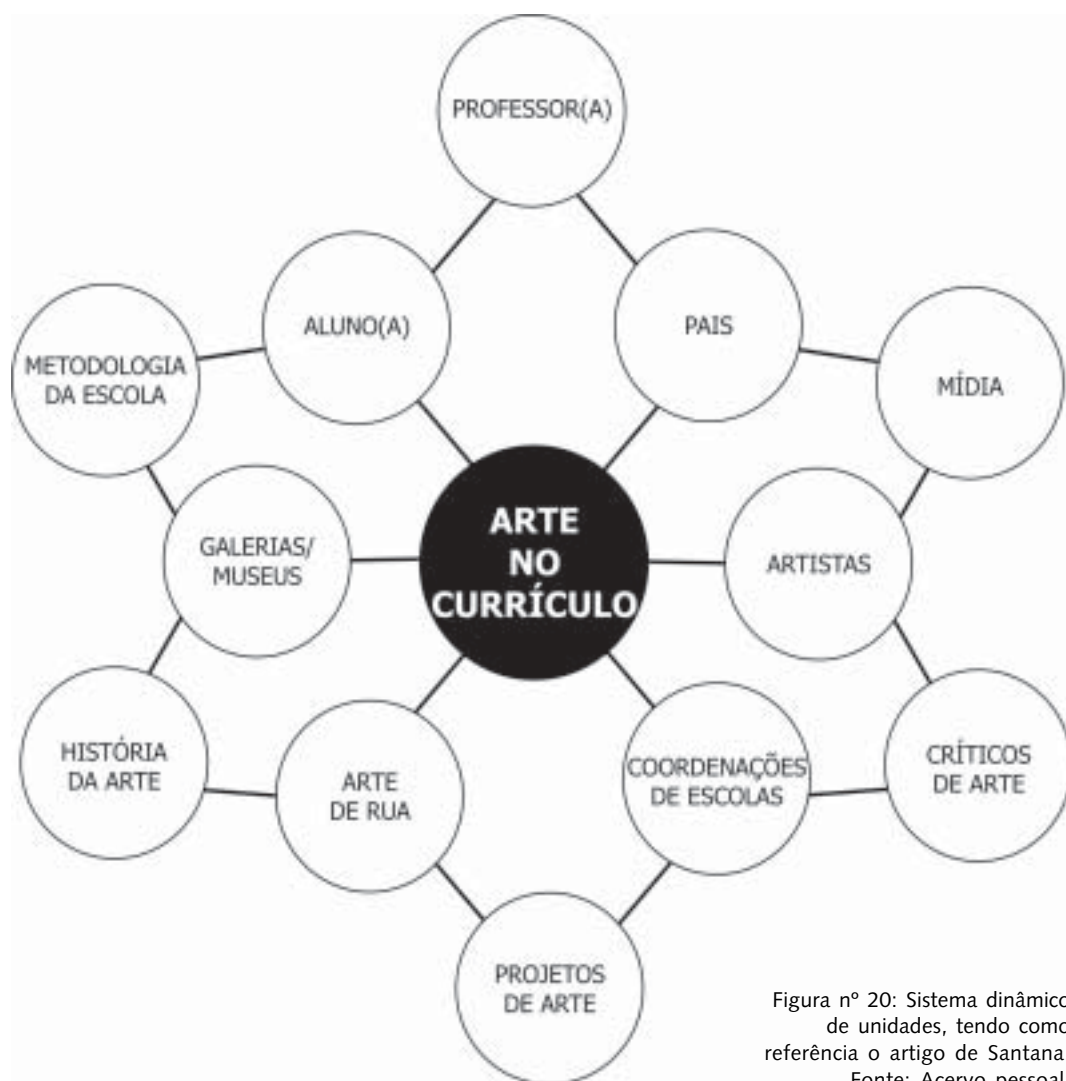 PROFESSOR(A)
ALUNO(A)
PAIS
METODOLOGIA
DA ESCOLA
MÍDIA
ARTE
NO
CURRÍCULO
GALERIAS/
MUSEUS
ARTISTAS
HISTÓRIA
DA ARTE
ARTE
DE RUA
COORDENAÇÕES
DE ESCOLAS
CRÍTICOS
DE ARTE
PROJETOS
DE ARTE
Figura nº 20: Sistema dinâmico
de unidades, tendo como
referência o artigo de Santana.
Fonte: Acervo pessoal.